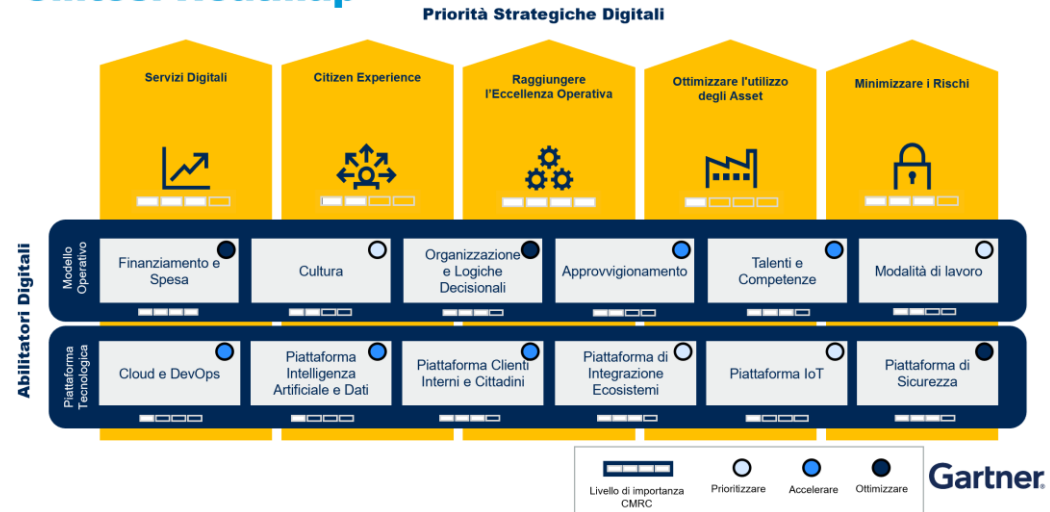 Priorità Strategiche Digitali
Servizi Digitali
Citizen Experience
Raggiungere
l'Eccellenza Operativa
Ottimizzare l'utilizzo
degli Asset
Minimizzare i Rischi
Abilitatori Digitali
Modello
Operativo
Finanziamento e
Spesa
Cultura
Organizzazione
e Logiche
Decisionali
Approvvigionamento
Talenti e
Competenze
Modalità di lavoro
Piattaforma
Tecnologica
Cloud e DevOps
Piattaforma
Intelligenza
Artificiale e Dati
Piattaforma Clienti
Interni e Cittadini
Piattaforma di
Integrazione
Ecosistemi
Piattaforma IoT
Piattaforma di
Sicurezza
Livello di importanza
CMRC
Prioritizzare
Accelerare
Ottimizzare
Gartner